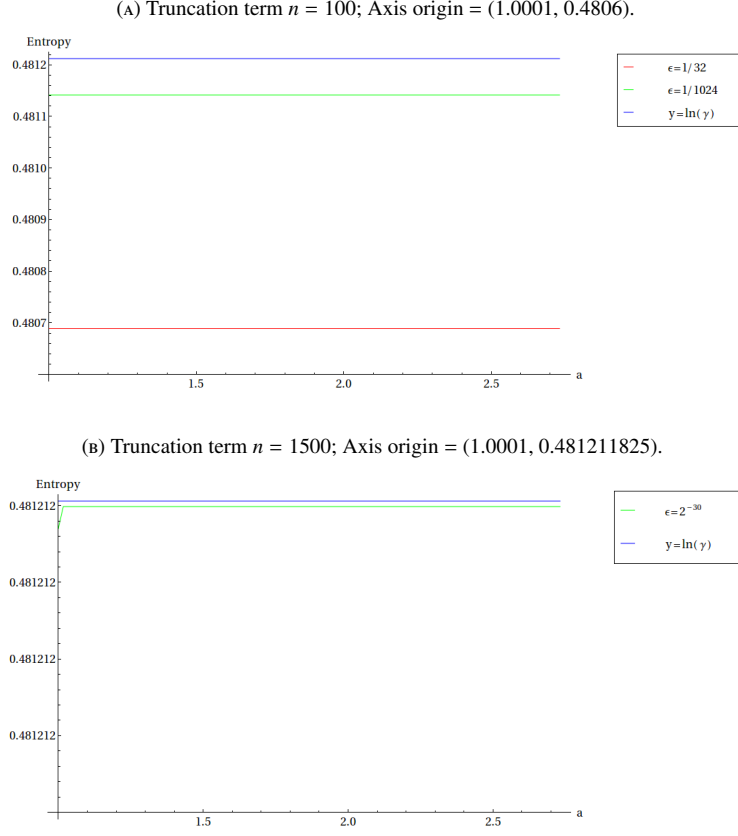 (A) Truncation term n = 100; Axis origin = (1.0001, 0.4806).
Entropy
0.4812
0.4811
0.4810
0.4809
0.4808
0.4807
1.5
2.0
2.5
a
ϵ=1/32
ϵ=1/1024
y=ln(γ)
(B) Truncation term n = 1500; Axis origin = (1.0001, 0.481211825).
Entropy
0.481212
0.481212
0.481212
0.481212
1.5
2.0
2.5
a
ϵ=2⁻³⁰
y=ln(γ)